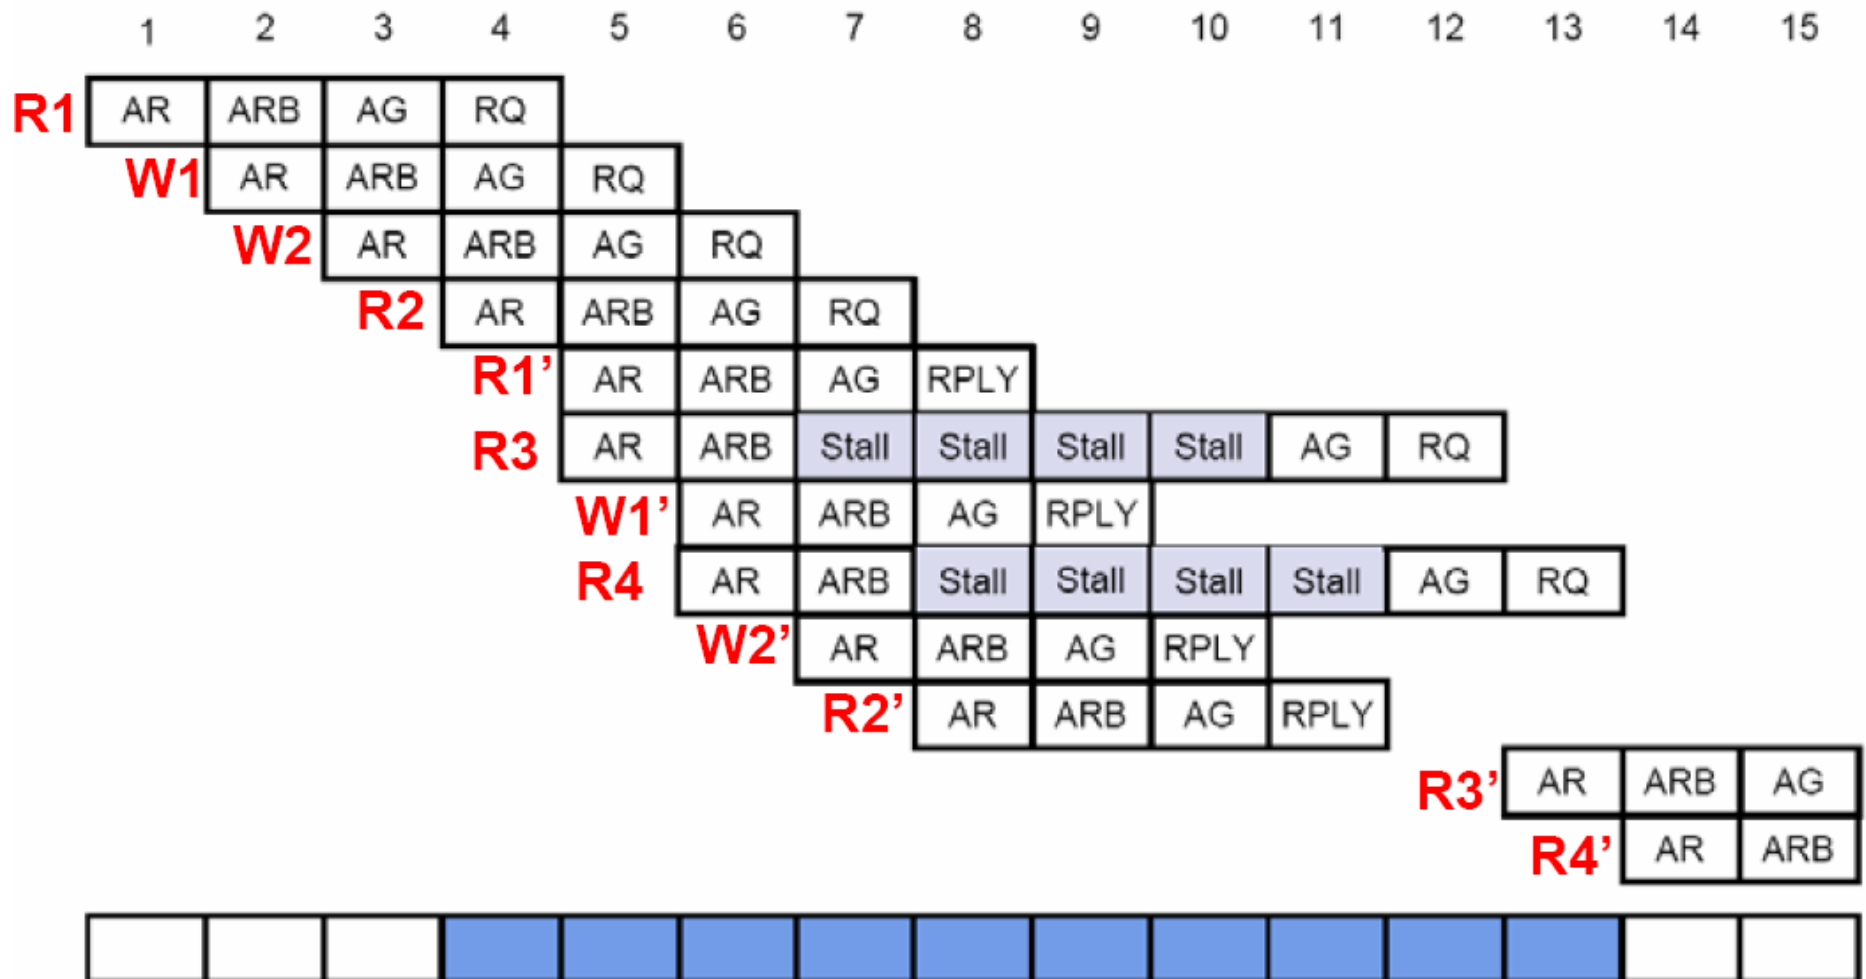 1 2 3 4 5 6 7 8 9 10 11 12 13 14 15
R1 AR ARB AG RQ
W1 AR ARB AG RQ
W2 AR ARB AG RQ
R2 AR ARB AG RQ
R1’ AR ARB AG RPLY
R3 AR ARB Stall Stall Stall Stall AG RQ
W1’ AR ARB AG RPLY
R4 AR ARB Stall Stall Stall Stall AG RQ
W2’ AR ARB AG RPLY
R2’ AR ARB AG RPLY
R3’ AR ARB AG
R4’ AR ARB